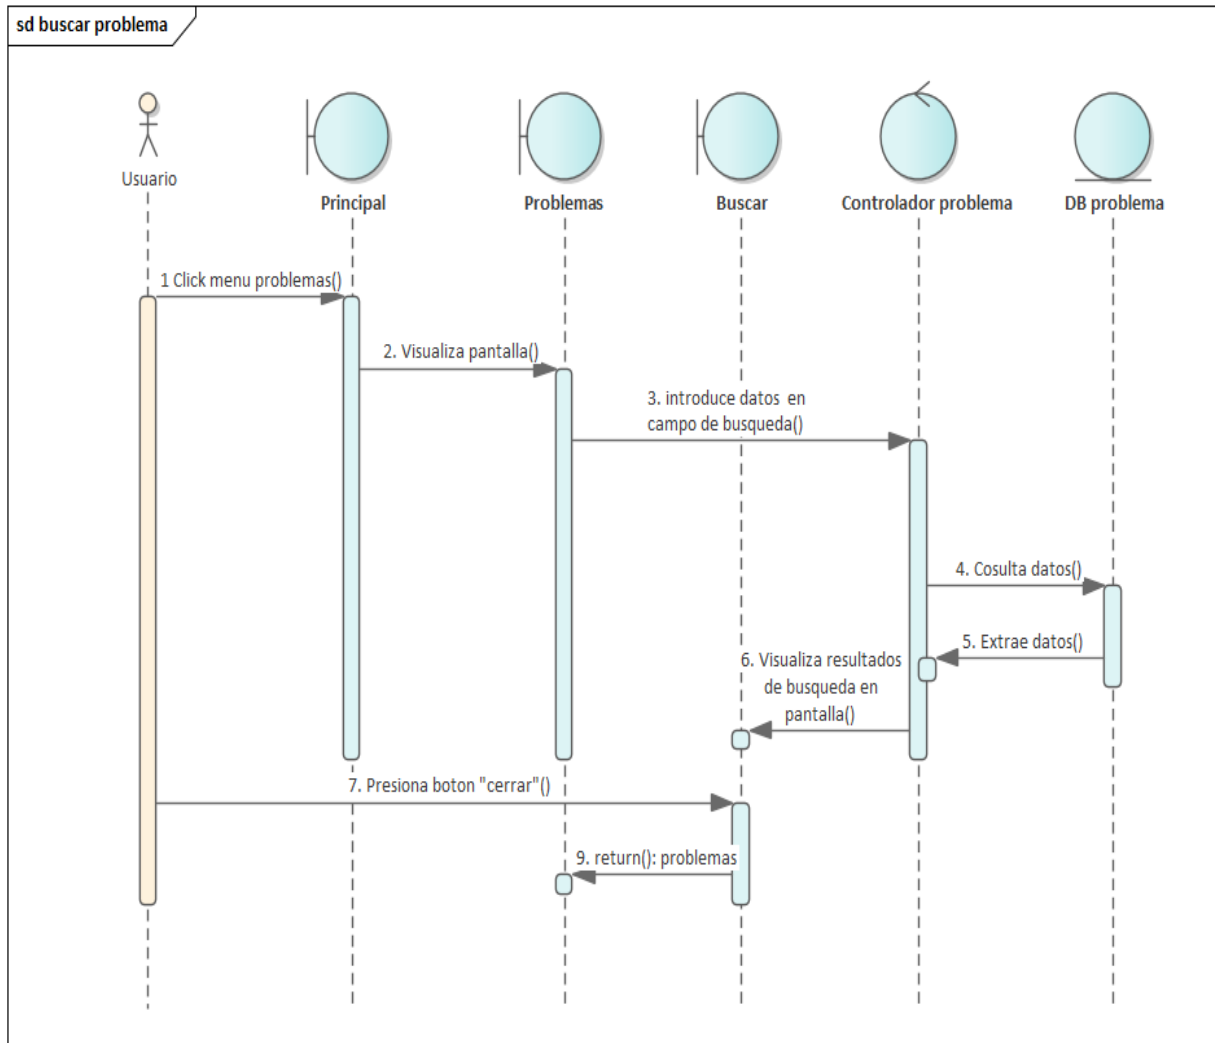 sd buscar problema
Usuario
Principal
Problemas
Buscar
Controlador problema
DB problema
1 Click menu problemas()
2. Visualiza pantalla()
3. introduce datos en
campo de busqueda()
4. Cosulta datos()
5. Extrae datos()
6. Visualiza resultados
de busqueda en
pantalla()
7. Presiona boton "cerrar"()
9. return(): problemas